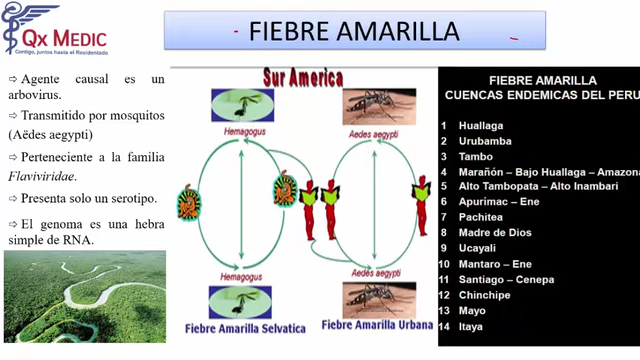 Qx MEDIC
Contigo, juntos hasta el Residentado
FIEBRE AMARILLA
⇨ Agente causal es un
arbovirus.
⇨ Transmitido por mosquitos
(Aëdes aegypti)
⇨ Perteneciente a la familia
Flaviviridae.
⇨ Presenta solo un serotipo.
⇨ El genoma es una hebra
simple de RNA.
Sur America
Hemagogus
Aedes aegypti
Hemagogus
Aedes aegypti
Fiebre Amarilla Selvatica
Fiebre Amarilla Urbana
FIEBRE AMARILLA
CUENCAS ENDEMICAS DEL PERU
1 Huallaga
2 Urubamba
3 Tambo
4 Marañón – Bajo Huallaga – Amazona
5 Alto Tambopata – Alto Inambari
6 Apurímac – Ene
7 Pachitea
8 Madre de Dios
9 Ucayali
10 Mantaro – Ene
11 Santiago – Cenepa
12 Chinchipe
13 Mayo
14 Itaya